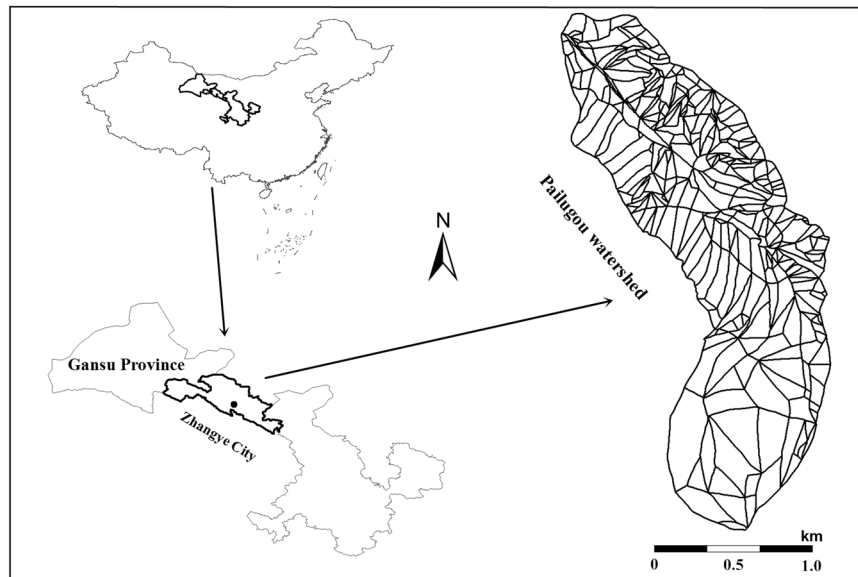 N
Pailugou watershed
Gansu Province
Zhangye City
km
0 0.5 1.0